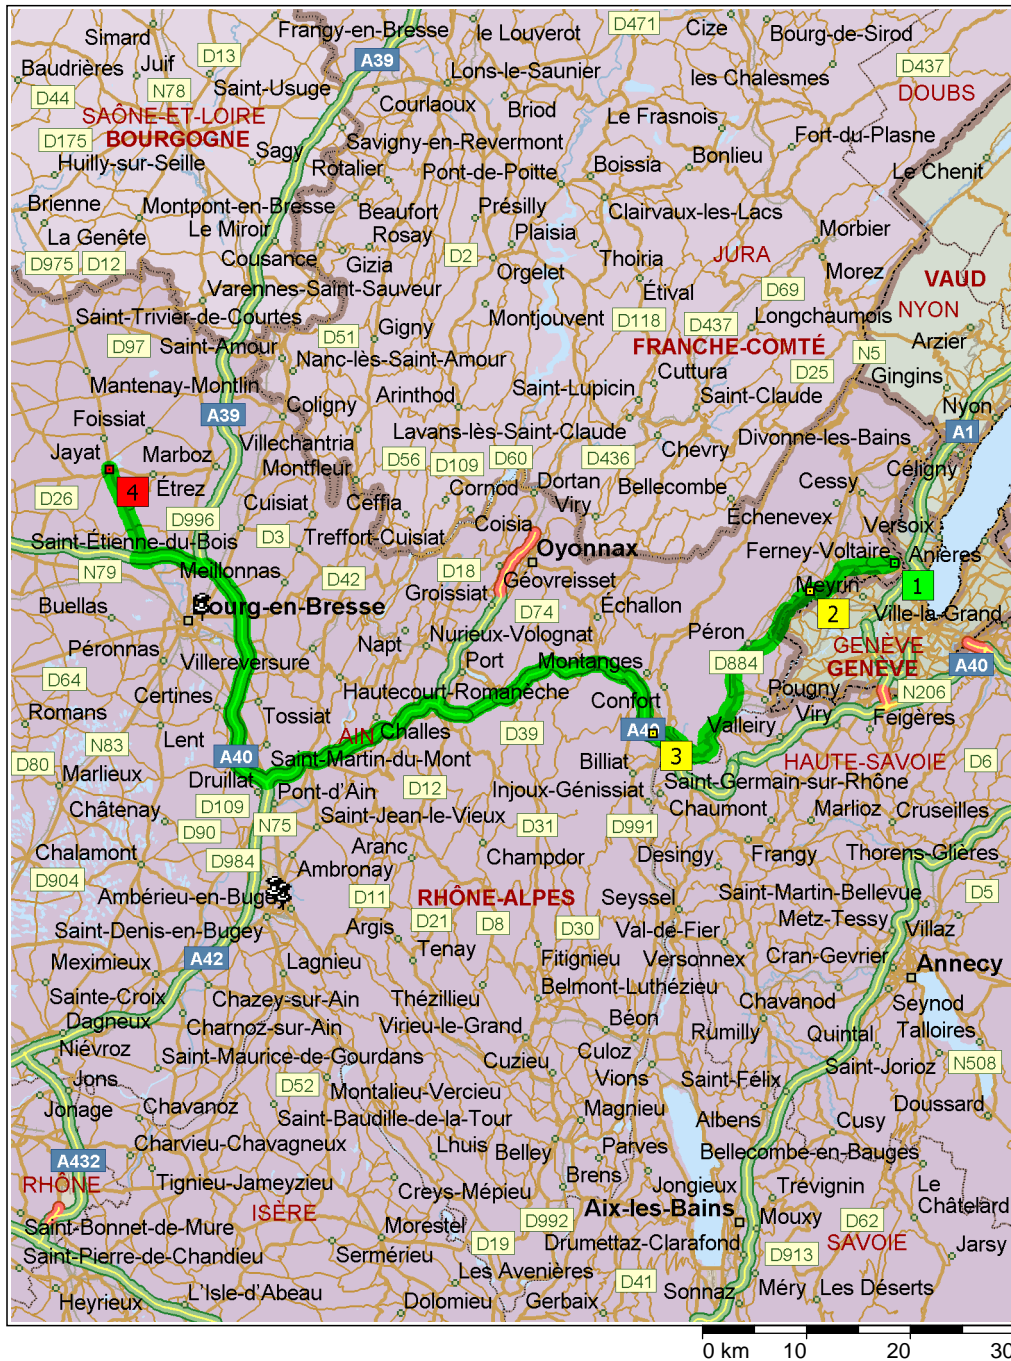 Simard
Frangy-en-Bresse
le Louverot
D471
Cize
Bourg-de-Sirod
Baudrières
Juif
D13
A39
Lons-le-Saunier
les Chalesmes
D437
D44
N78
Saint-Usuge
Courlaoux
Briod
DOUBS
SAÔNE-ET-LOIRE
Le Frasnois
D175
BOURGOGNE
Savigny-en-Revermont
Fort-du-Plasne
Huilly-sur-Seille
Sagy
Rotalier
Pont-de-Poitte
Boissia
Bonlieu
Le Chenit
Brienne
Montpont-en-Bresse
Beaufort
Présilly
Clairvaux-les-Lacs
La Genête
Le Miroir
Rosay
Plaisia
Morbier
D975
D12
Cousance
Gizia
D2
Orgelet
Thoiria
JURA
Morez
VAUD
Varennes-Saint-Sauveur
Étival
D69
NYON
Saint-Trivier-de-Courtes
D51
Gigny
Montjouvent
D118
D437
Longchaumois
D97
Saint-Amour
Nanc-lès-Saint-Amour
FRANCHE-COMTÉ
N5
Arzier
Mantenay-Montlin
Arinthod
Saint-Lupicin
Cuttura
D25
Gingins
Foissiat
A39
Coligny
Saint-Claude
Nyon
Jayat
Marboz
Villechantria
Lavans-lès-Saint-Claude
Chevry
Divonne-les-Bains
A1
Montfleur
D56
D109
D60
D436
Céligny
D26
4
Étrez
Cuisiat
Ceffia
Cornod
Dortan
Viry
Bellecombe
Cessy
D996
Coisia
Échenevex
Versoix
Saint-Étienne-du-Bois
D3
Treffort-Cuisiat
Oyonnax
Ferney-Voltaire
Anières
N79
Meillonnas
D42
D18
Géovreisset
Meyrin
1
Buellas
Bourg-en-Bresse
Groissiat
D74
Échallon
2
Ville-la-Grand
Péronnas
Napt
Nurieux-Volognat
Péron
GENÈVE
D64
Villereversure
Port
Montanges
D884
GENÈVE
A40
Certines
Hautecourt-Romanèche
Confort
Pougny
N206
Romans
Tossiat
Valleiry
Viry
Feigères
N83
Lent
AIN
Challes
D39
A40
D80
A40
Saint-Martin-du-Mont
Billiat
3
HAUTE-SAVOIE
D6
Marlieux
Druillat
Pont-d'Ain
D12
Injoux-Génissiat
Saint-Germain-sur-Rhône
Châtenay
D109
N75
Saint-Jean-le-Vieux
Chaumont
Marlioz
Cruseilles
D90
D31
D991
Chalamont
D984
Aranc
Champdor
Desingy
Frangy
Thorens-Glières
D904
Ambronay
Ambérieu-en-Bugey
D11
RHÔNE-ALPES
Seyssel
Saint-Martin-Bellevue
D5
Saint-Denis-en-Bugey
Argis
D21
D8
D30
Val-de-Fier
Metz-Tessy
Villaz
Meximieux
A42
Lagnieu
Tenay
Fitignieu
Versonnex
Cran-Gevrier
Annecy
Sainte-Croix
Chazey-sur-Ain
Thézillieu
Belmont-Luthézieu
Chavanod
Seynod
Dagneux
Charnoz-sur-Ain
Virieu-le-Grand
Béon
Rumilly
Quintal
Talloires
Niévroz
Saint-Maurice-de-Gourdans
Cuzieu
Culoz
Saint-Jorioz
N508
Jons
D52
Montalieu-Vercieu
Vions
Saint-Félix
Jonage
Chavanoz
Saint-Baudille-de-la-Tour
Magnieu
Albens
Cusy
Doussard
Charvieu-Chavagneux
Lhuis
Belley
Parves
Bellecombe-en-Bauges
A432
RHÔNE
Tignieu-Jameyzieu
Creys-Mépieu
Brens
Jongieux
Trévignin
Le
Châtelard
Saint-Bonnet-de-Mure
ISÈRE
Morestel
D992
Aix-les-Bains
Mouxy
D62
Saint-Pierre-de-Chandieu
Sermérieu
D19
Drumettaz-Clarafond
D913
SAVOIE
Jarsy
Heyrieux
L'Isle-d'Abeau
Les Avenières
D41
Sonnaz
Méry
Les Déserts
Dolomieu
Gerbaix
0 km
10
20
30